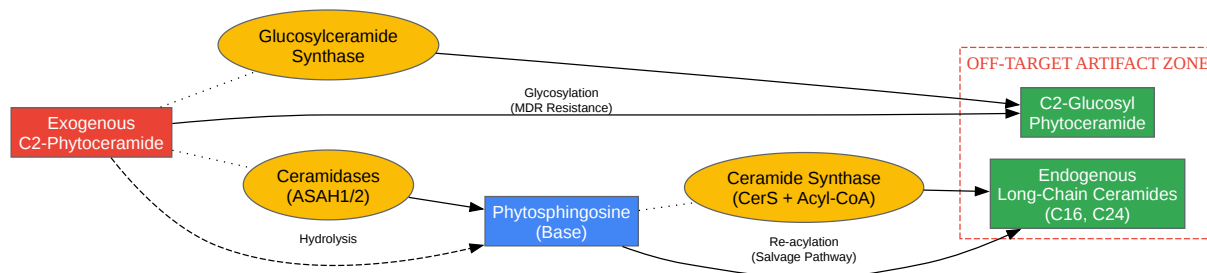 Glucosylceramide
Synthase
OFF-TARGET ARTIFACT ZONE
Exogenous
C2-Phytoceramide
Glycosylation
(MDR Resistance)
C2-Glucosyl
Phytoceramide
Ceramidases
(ASAH1/2)
Phytosphingosine
(Base)
Ceramide Synthase
(CerS + Acyl-CoA)
Endogenous
Long-Chain Ceramides
(C16, C24)
Hydrolysis
Re-acylation
(Salvage Pathway)